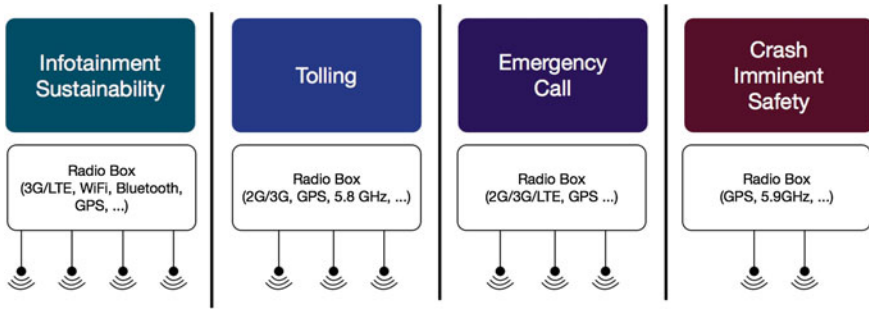 Infotainment
Sustainability
Radio Box
(3G/LTE, WiFi, Bluetooth,
GPS, ...)
Tolling
Radio Box
(2G/3G, GPS, 5.8 GHz, ...)
Emergency
Call
Radio Box
(2G/3G/LTE, GPS ...)
Crash
Imminent
Safety
Radio Box
(GPS, 5.9GHz, ...)